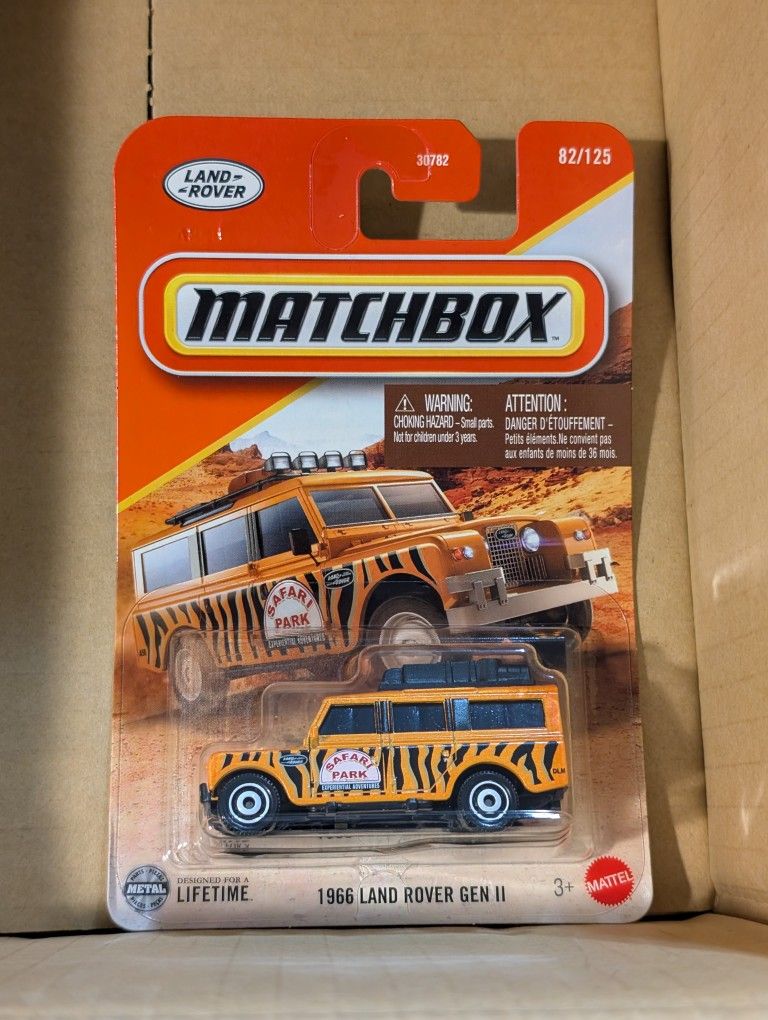 LAND-
-ROVER
30782
82/125
MATCHBOX™
WARNING:
CHOKING HAZARD – Small parts.
Not for children under 3 years.
ATTENTION :
DANGER D'ÉTOUFFEMENT –
Petits éléments.Ne convient pas
aux enfants de moins de 36 mois.
SAFARI
PARK
EXPERIENTIAL ADVENTURES
SAFARI
PARK
EXPERIENTIAL ADVENTURES
DLM
METAL
DESIGNED FOR A
LIFETIME.
1966 LAND ROVER GEN II
3+
MATTEL